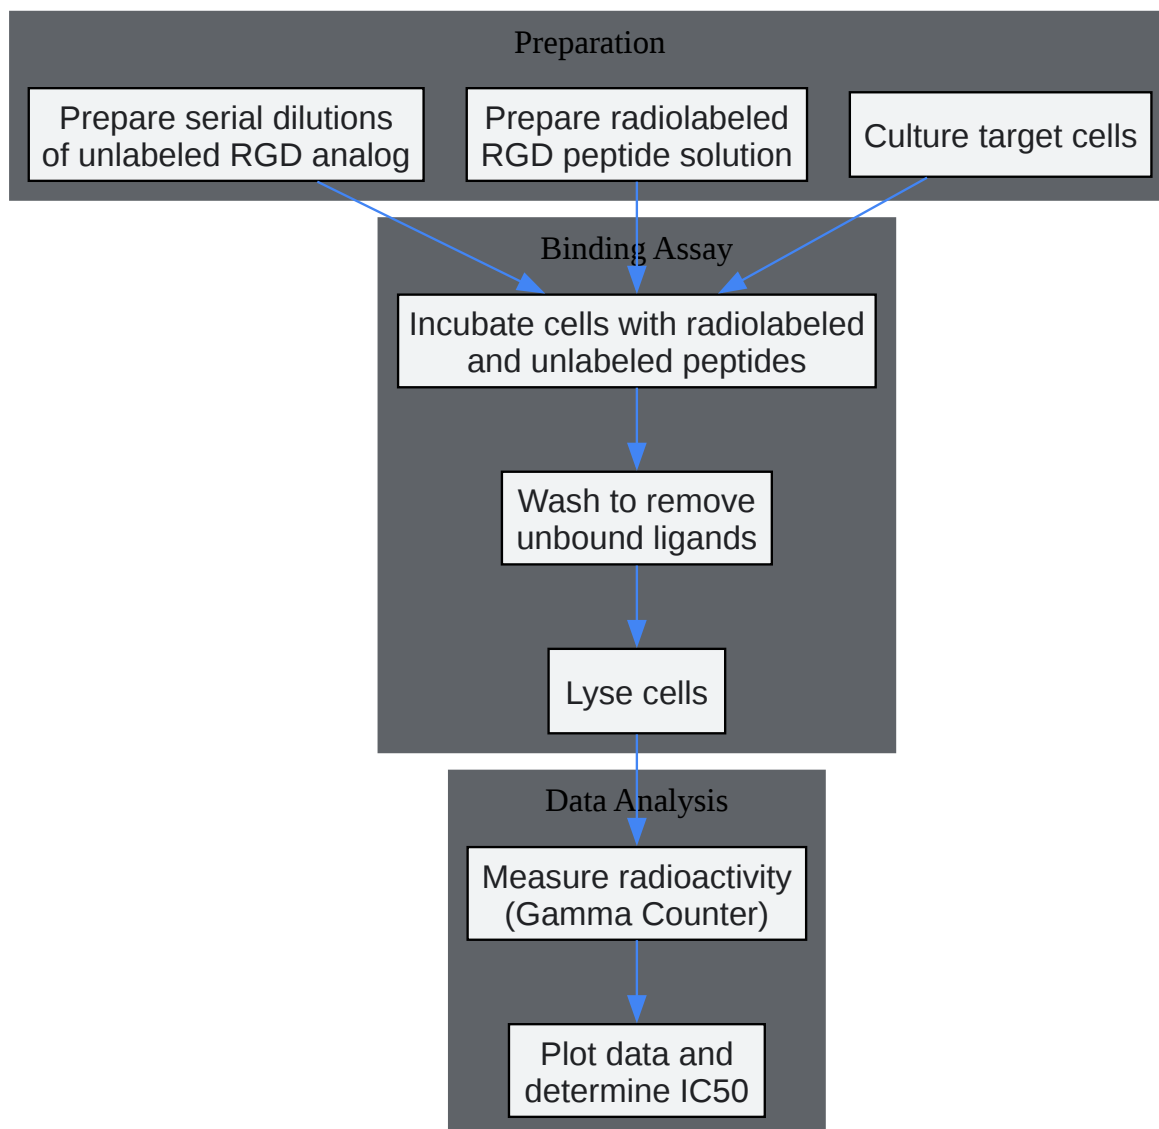 Preparation
Prepare serial dilutions
of unlabeled RGD analog
Prepare radiolabeled
RGD peptide solution
Culture target cells
Binding Assay
Incubate cells with radiolabeled
and unlabeled peptides
Wash to remove
unbound ligands
Lyse cells
Data Analysis
Measure radioactivity
(Gamma Counter)
Plot data and
determine IC50